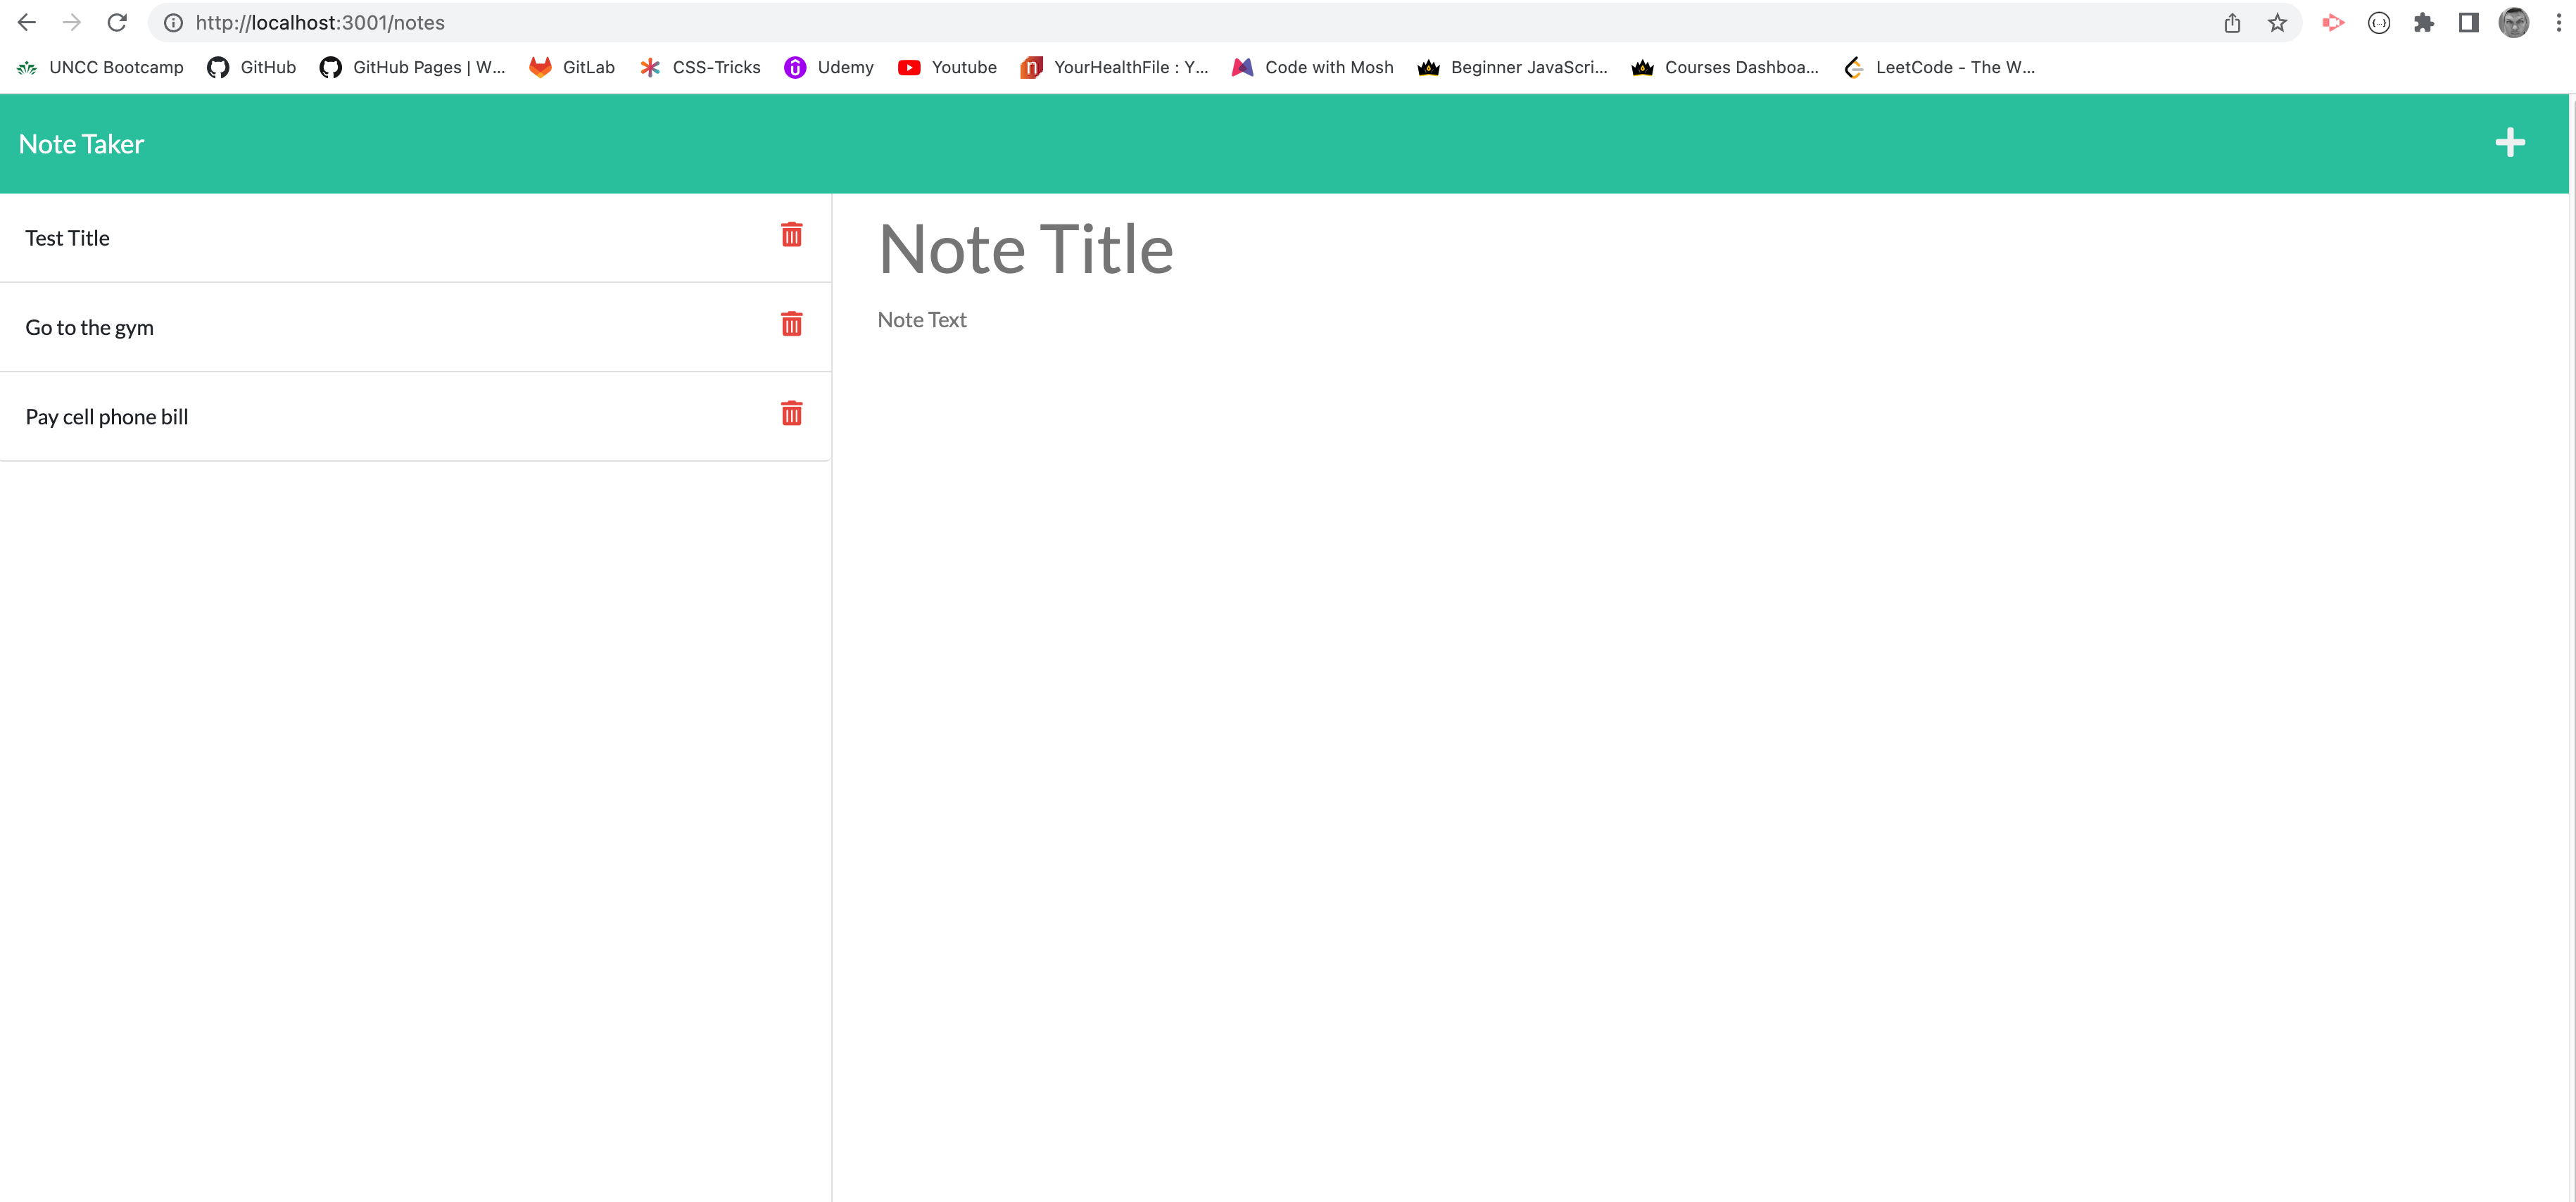 http://localhost:3001/notes
UNCC Bootcamp GitHub GitHub Pages | W... GitLab CSS-Tricks Udemy Youtube YourHealthFile : Y... Code with Mosh Beginner JavaScri... Courses Dashboa... LeetCode - The W...
Note Taker
Test Title
Go to the gym
Pay cell phone bill
Note Title
Note Text